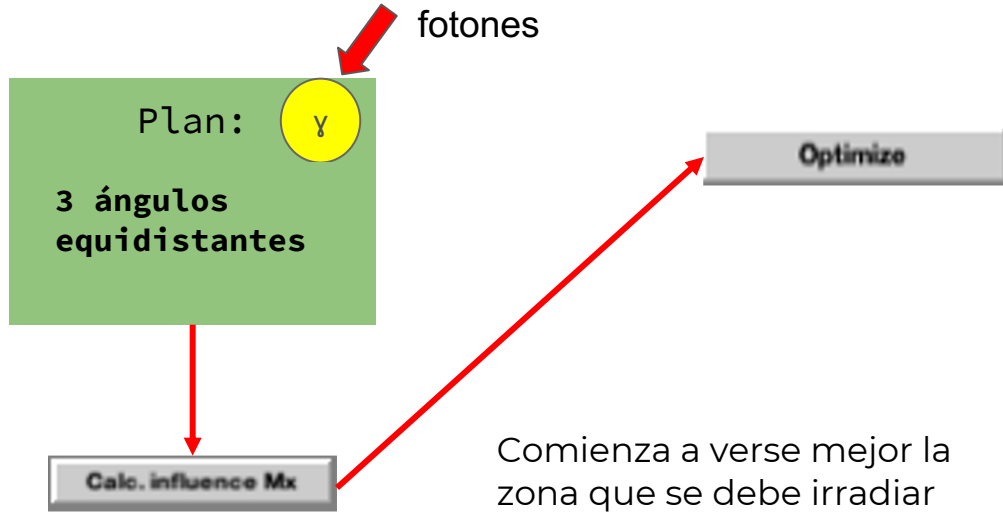 fotones
Plan: ɣ
3 ángulos
equidistantes
Optimize
Calc. influence Mx
Comienza a verse mejor la
zona que se debe irradiar